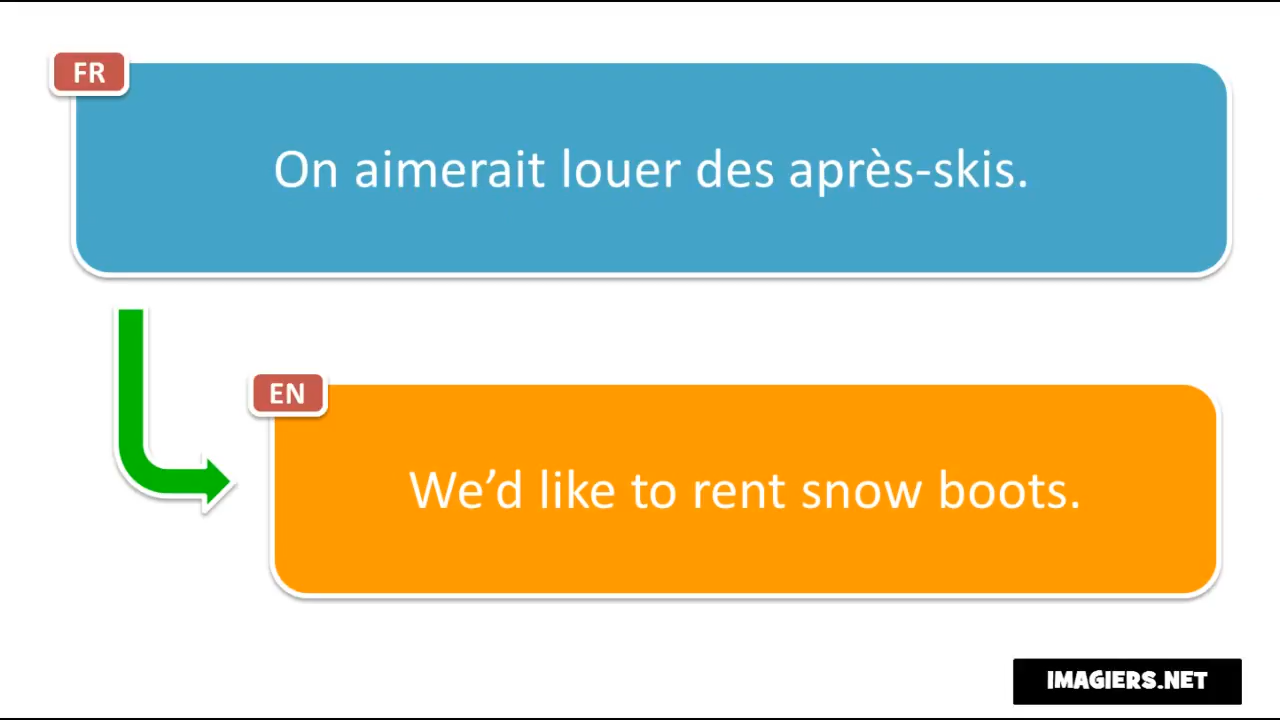 FR
On aimerait louer des après-skis.
EN
We’d like to rent snow boots.
IMAGIERS.NET